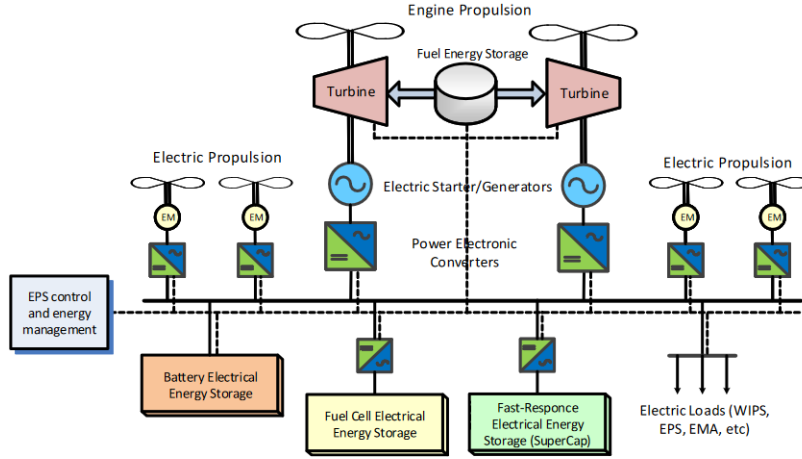 Engine Propulsion
Fuel Energy Storage
Turbine
Turbine
Electric Propulsion
Electric Propulsion
Electric Starter/Generators
EM
EM
EM
EM
Power Electronic
Converters
EPS control
and energy
management
Battery Electrical
Energy Storage
Fuel Cell Electrical
Energy Storage
Fast-Responce
Electrical Energy
Storage (SuperCap)
Electric Loads (WIPS,
EPS, EMA, etc)